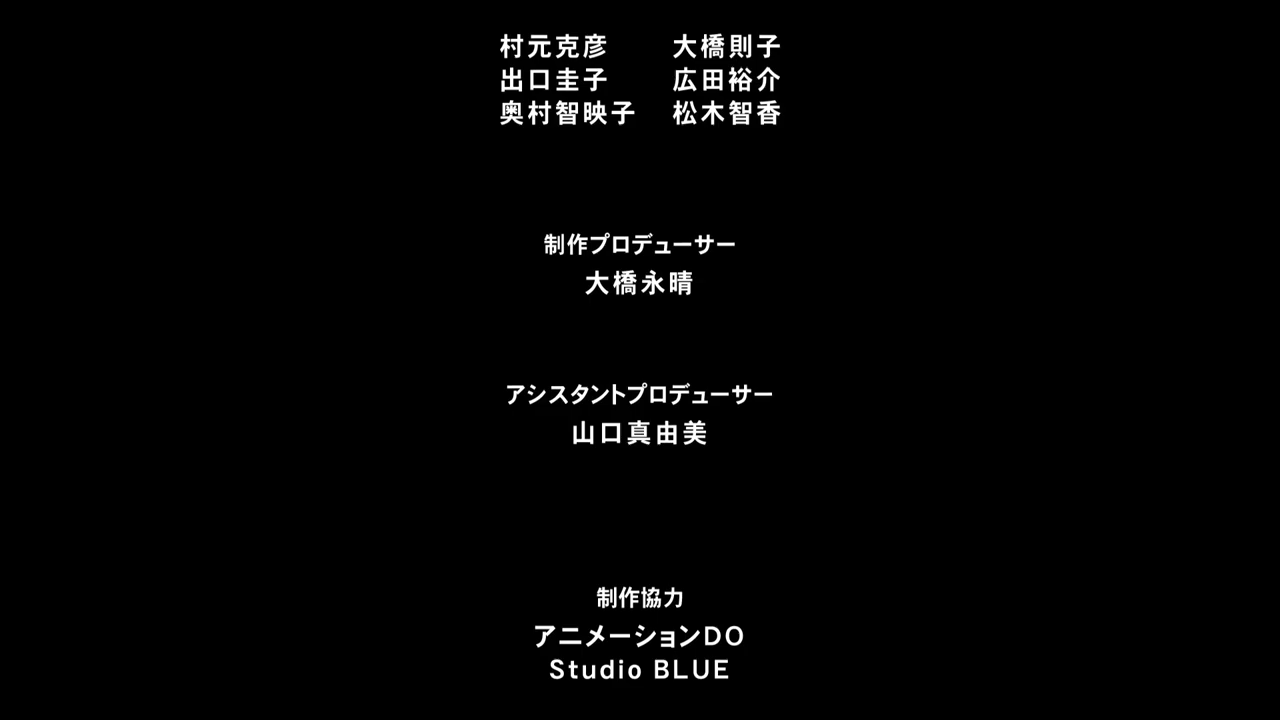 村元克彦 大橋則子
出口圭子 広田裕介
奥村智映子 松木智香
制作プロデューサー
大橋永晴
アシスタントプロデューサー
山口真由美
制作協力
アニメーションDO
Studio BLUE